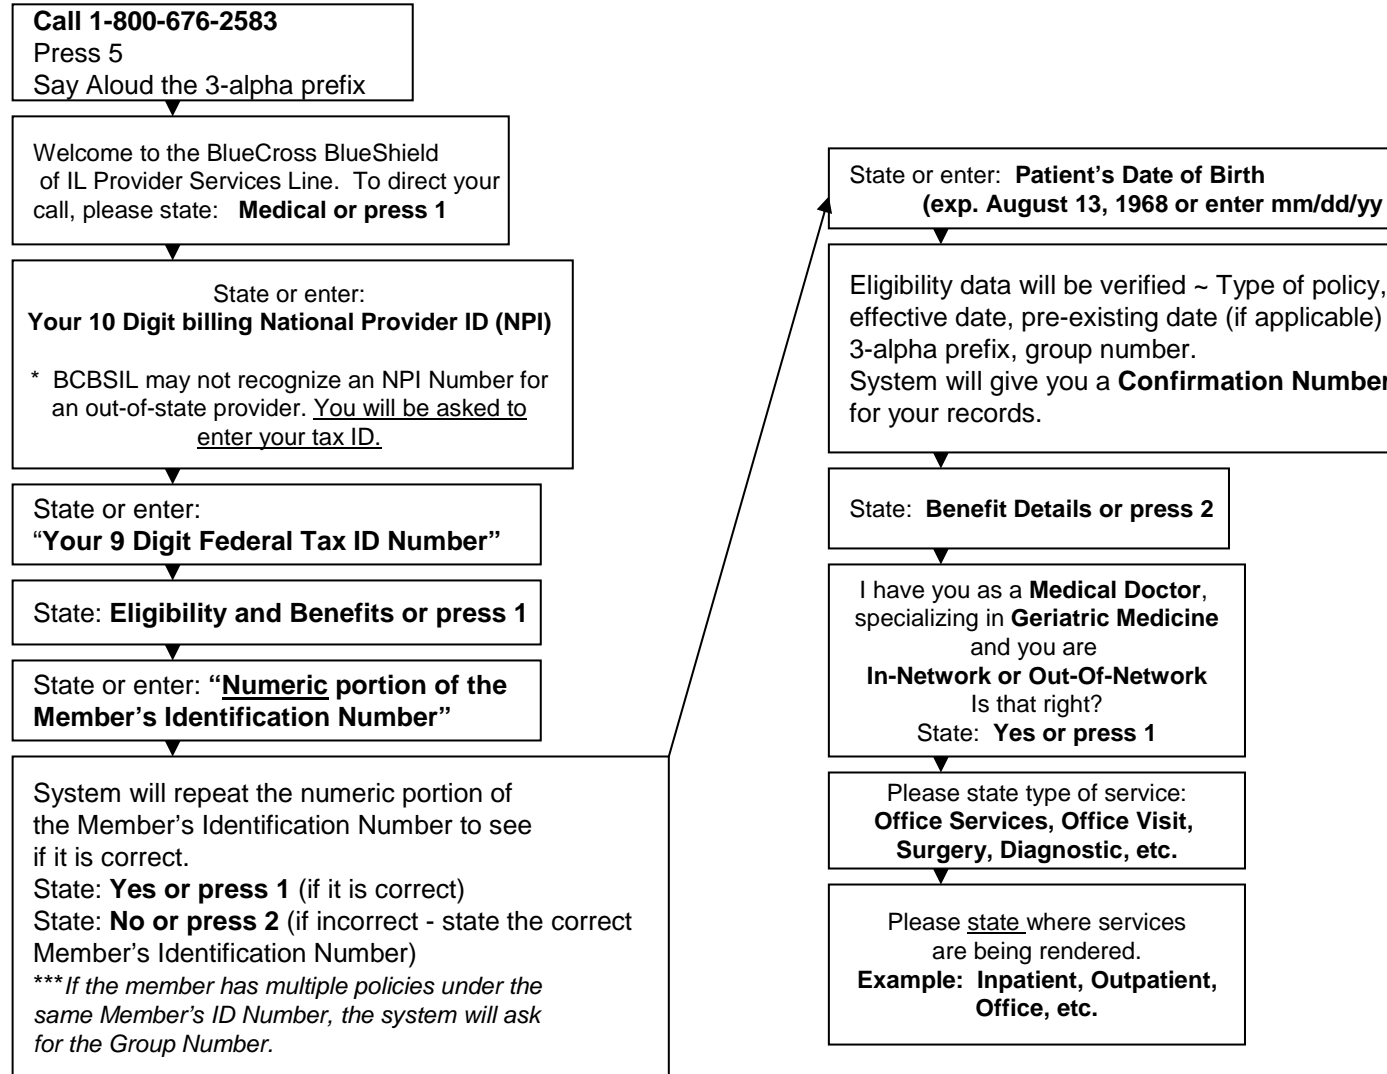 Call 1-800-676-2583
Press 5
Say Aloud the 3-alpha prefix
Welcome to the BlueCross BlueShield
of IL Provider Services Line. To direct your
call, please state: Medical or press 1
State or enter:
Your 10 Digit billing National Provider ID (NPI)
* BCBSIL may not recognize an NPI Number for
an out-of-state provider. You will be asked to
enter your tax ID.
State or enter:
“Your 9 Digit Federal Tax ID Number”
State: Eligibility and Benefits or press 1
State or enter: “Numeric portion of the
Member’s Identification Number”
System will repeat the numeric portion of
the Member’s Identification Number to see
if it is correct.
State: Yes or press 1 (if it is correct)
State: No or press 2 (if incorrect - state the correct
Member’s Identification Number)
***If the member has multiple policies under the
same Member’s ID Number, the system will ask
for the Group Number.
State or enter: Patient’s Date of Birth
(exp. August 13, 1968 or enter mm/dd/yy
Eligibility data will be verified ~ Type of policy,
effective date, pre-existing date (if applicable)
3-alpha prefix, group number.
System will give you a Confirmation Number
for your records.
State: Benefit Details or press 2
I have you as a Medical Doctor,
specializing in Geriatric Medicine
and you are
In-Network or Out-Of-Network
Is that right?
State: Yes or press 1
Please state type of service:
Office Services, Office Visit,
Surgery, Diagnostic, etc.
Please state where services
are being rendered.
Example: Inpatient, Outpatient,
Office, etc.